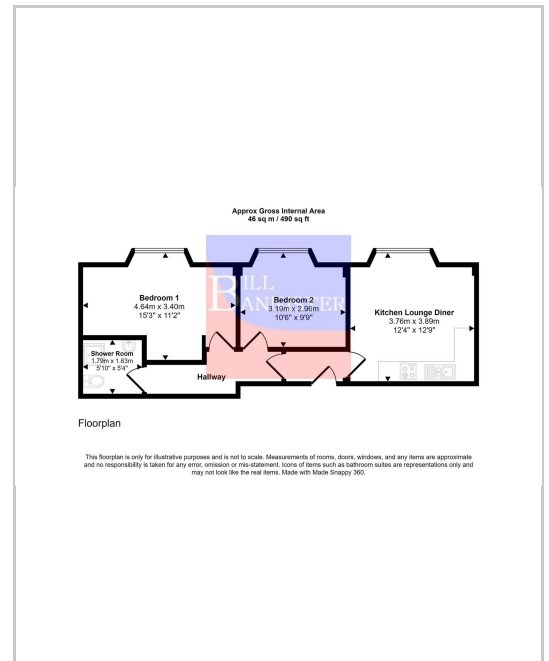 Approx Gross Internal Area
46 sq m / 490 sq ft
Bedroom 1
4.64m x 3.40m
15'3" x 11'2"
BILL
BANNISTER
Bedroom 2
3.19m x 2.96m
10'6" x 9'9"
Kitchen Lounge Diner
3.76m x 3.89m
12'4" x 12'9"
Shower Room
1.79m x 1.63m
5'10" x 5'4"
Hallway
Floorplan
This floorplan is only for illustrative purposes and is not to scale. Measurements of rooms, doors, windows, and any items are approximate
and no responsibility is taken for any error, omission or mis-statement. Icons of items such as bathroom suites are representations only and
may not look like the real items. Made with Made Snappy 360.